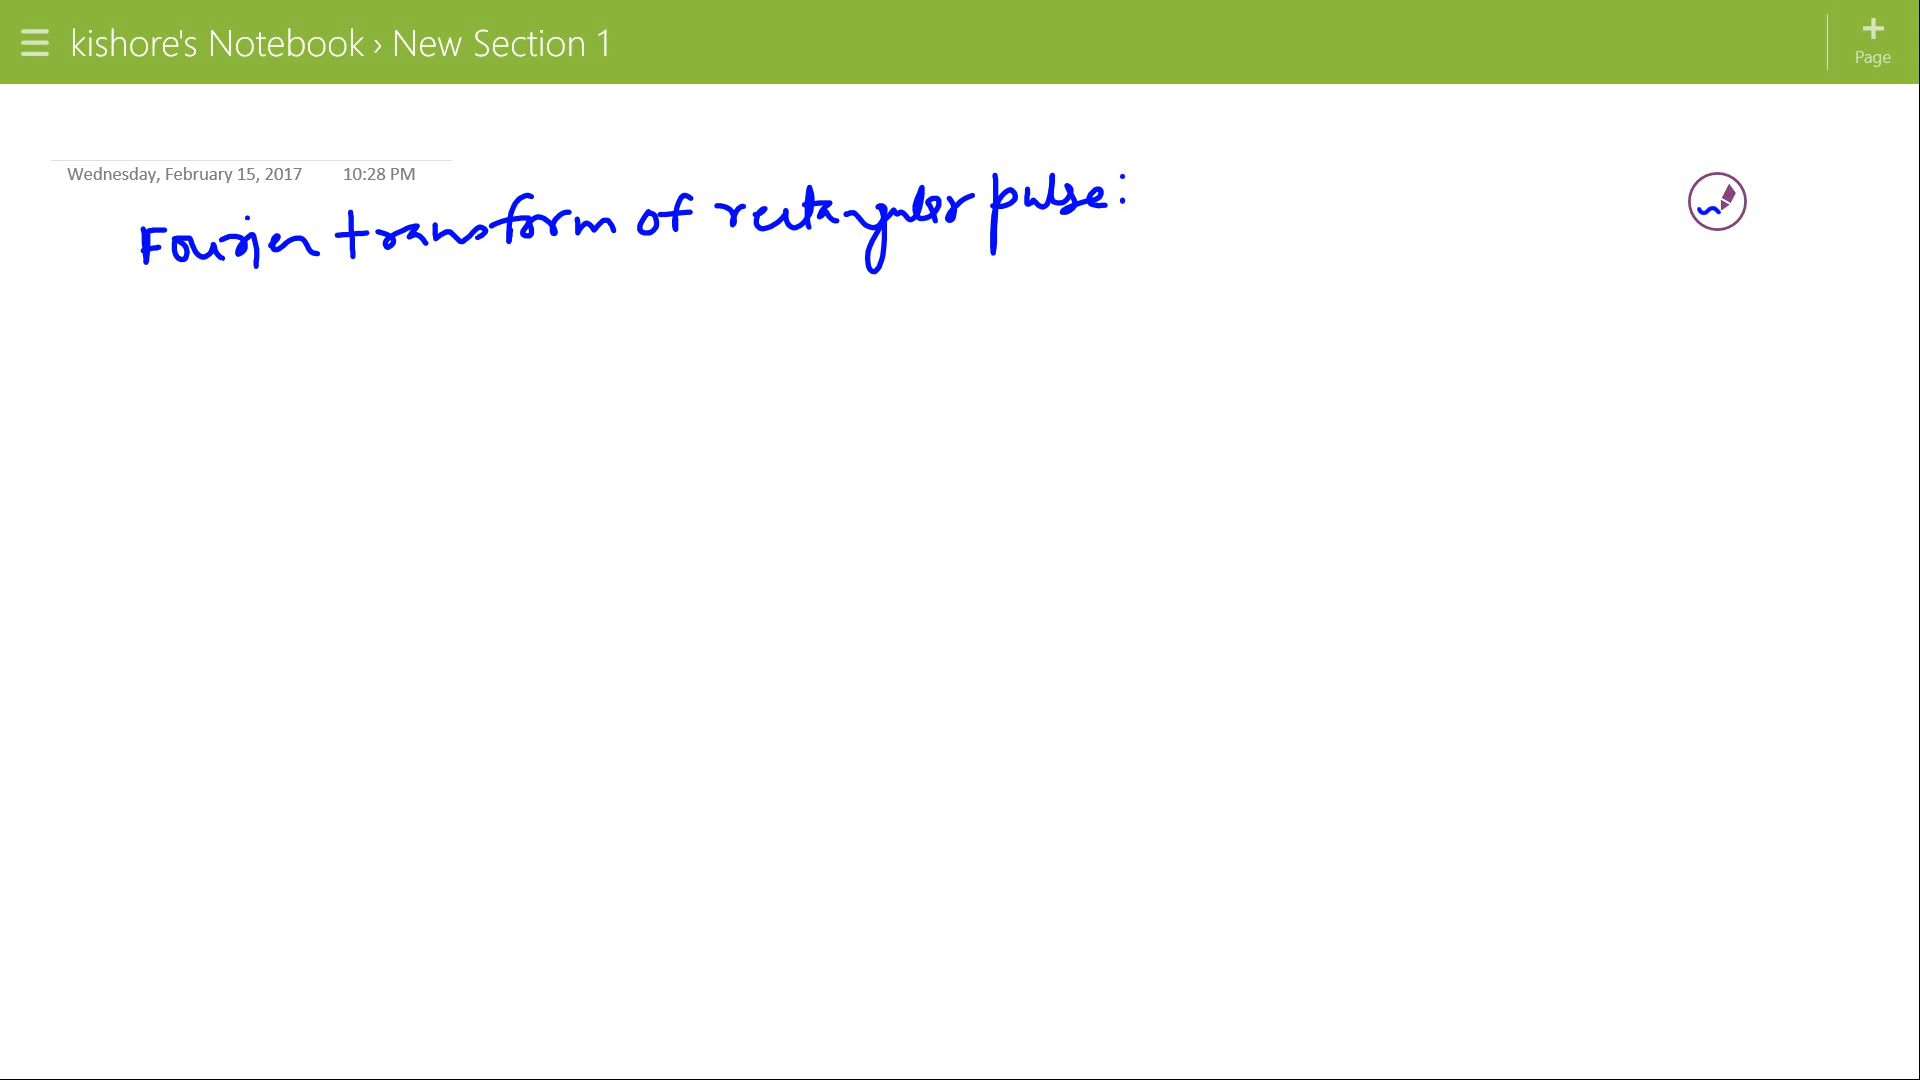 kishore's Notebook › New Section 1
Page
Wednesday, February 15, 2017 10:28 PM
Fourier transform of rectangular pulse: